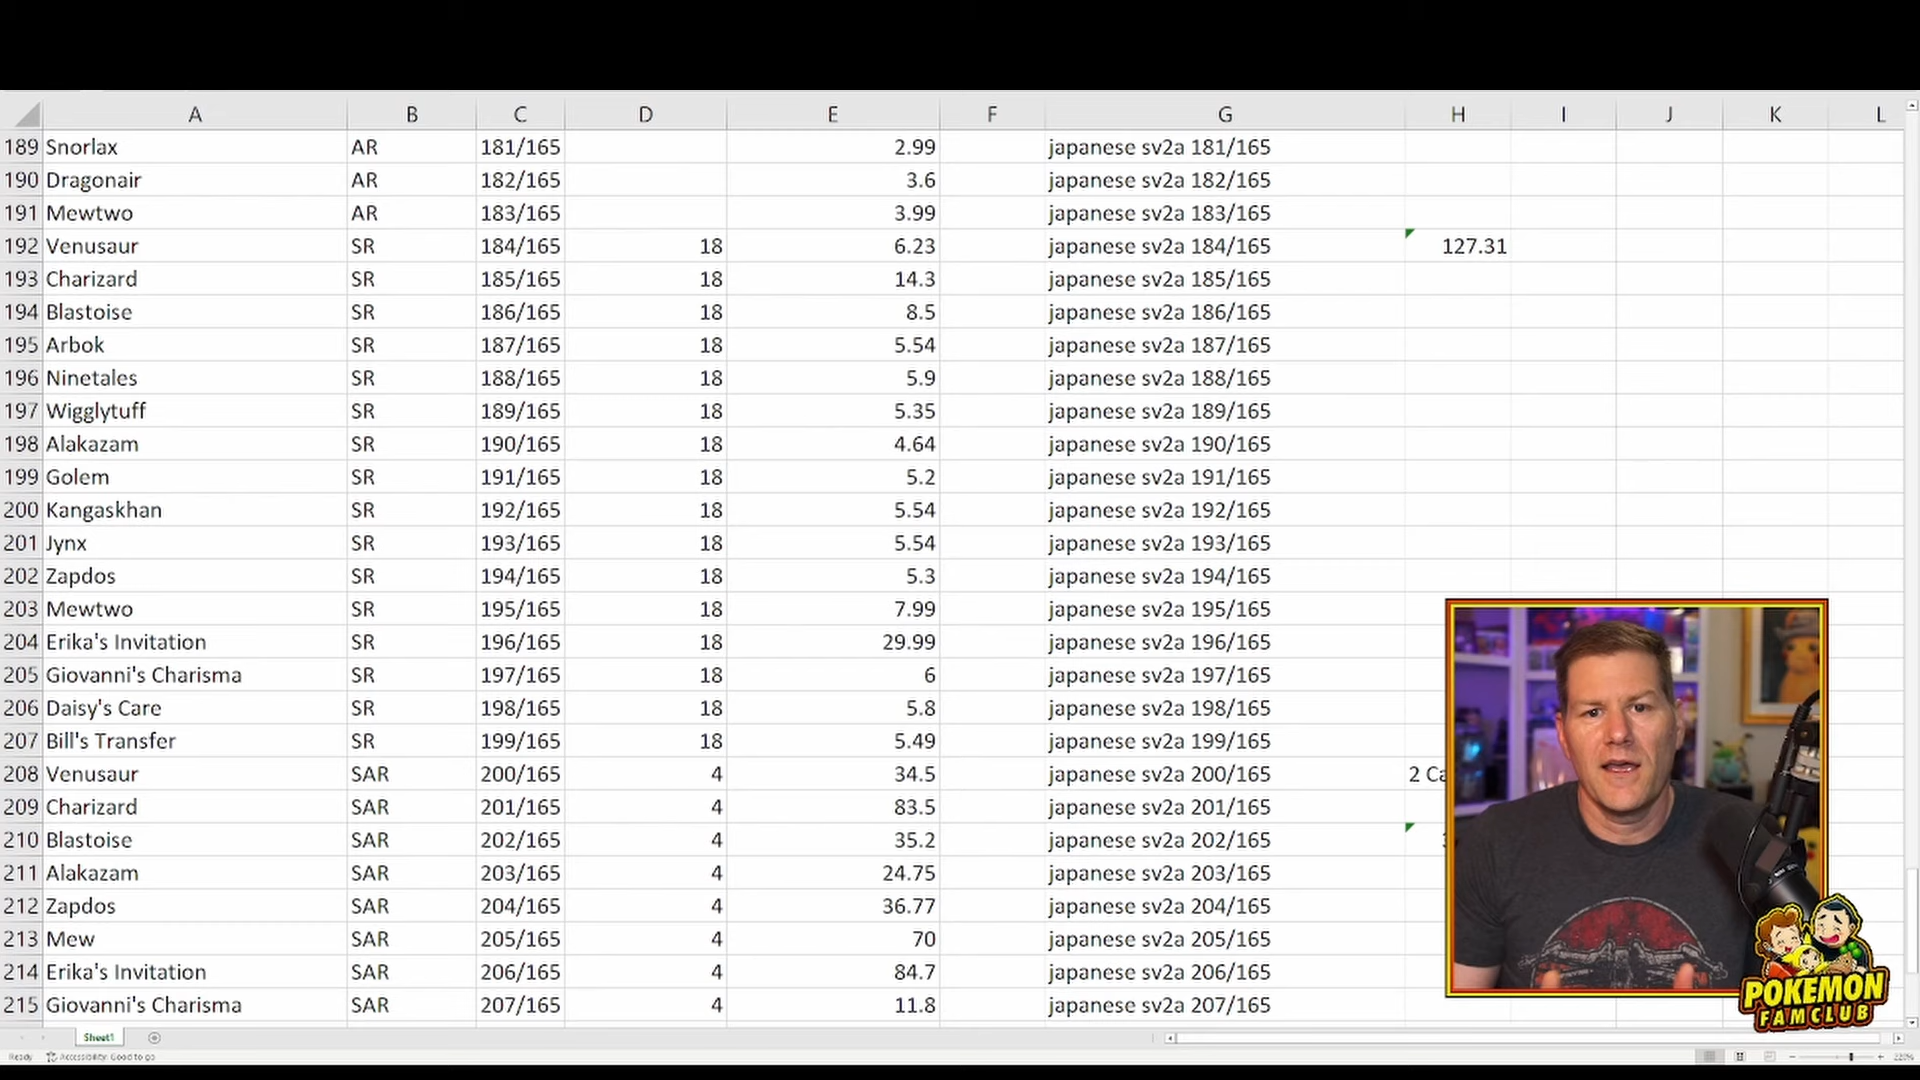 A B C D E F G H I J K L
189 Snorlax AR 181/165 2.99 japanese sv2a 181/165
190 Dragonair AR 182/165 3.6 japanese sv2a 182/165
191 Mewtwo AR 183/165 3.99 japanese sv2a 183/165
192 Venusaur SR 184/165 18 6.23 japanese sv2a 184/165 127.31
193 Charizard SR 185/165 18 14.3 japanese sv2a 185/165
194 Blastoise SR 186/165 18 8.5 japanese sv2a 186/165
195 Arbok SR 187/165 18 5.54 japanese sv2a 187/165
196 Ninetales SR 188/165 18 5.9 japanese sv2a 188/165
197 Wigglytuff SR 189/165 18 5.35 japanese sv2a 189/165
198 Alakazam SR 190/165 18 4.64 japanese sv2a 190/165
199 Golem SR 191/165 18 5.2 japanese sv2a 191/165
200 Kangaskhan SR 192/165 18 5.54 japanese sv2a 192/165
201 Jynx SR 193/165 18 5.54 japanese sv2a 193/165
202 Zapdos SR 194/165 18 5.3 japanese sv2a 194/165
203 Mewtwo SR 195/165 18 7.99 japanese sv2a 195/165
204 Erika's Invitation SR 196/165 18 29.99 japanese sv2a 196/165
205 Giovanni's Charisma SR 197/165 18 6 japanese sv2a 197/165
206 Daisy's Care SR 198/165 18 5.8 japanese sv2a 198/165
207 Bill's Transfer SR 199/165 18 5.49 japanese sv2a 199/165
208 Venusaur SAR 200/165 4 34.5 japanese sv2a 200/165 2 Ca
209 Charizard SAR 201/165 4 83.5 japanese sv2a 201/165
210 Blastoise SAR 202/165 4 35.2 japanese sv2a 202/165
211 Alakazam SAR 203/165 4 24.75 japanese sv2a 203/165
212 Zapdos SAR 204/165 4 36.77 japanese sv2a 204/165
213 Mew SAR 205/165 4 70 japanese sv2a 205/165
214 Erika's Invitation SAR 206/165 4 84.7 japanese sv2a 206/165
215 Giovanni's Charisma SAR 207/165 4 11.8 japanese sv2a 207/165
POKEMON
FAMCLUB
Sheet1
Ready Accessibility: Good to go